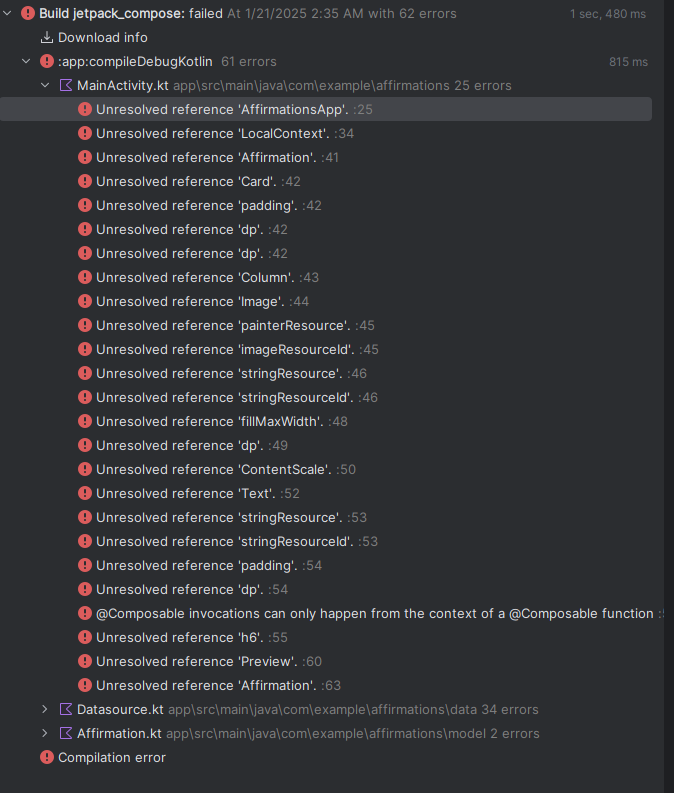 Build jetpack_compose: failed At 1/21/2025 2:35 AM with 62 errors 1 sec, 480 ms
Download info
:app:compileDebugKotlin 61 errors 815 ms
MainActivity.kt app\src\main\java\com\example\affirmations 25 errors
Unresolved reference 'AffirmationsApp'. :25
Unresolved reference 'LocalContext'. :34
Unresolved reference 'Affirmation'. :41
Unresolved reference 'Card'. :42
Unresolved reference 'padding'. :42
Unresolved reference 'dp'. :42
Unresolved reference 'dp'. :42
Unresolved reference 'Column'. :43
Unresolved reference 'Image'. :44
Unresolved reference 'painterResource'. :45
Unresolved reference 'imageResourceId'. :45
Unresolved reference 'stringResource'. :46
Unresolved reference 'stringResourceId'. :46
Unresolved reference 'fillMaxWidth'. :48
Unresolved reference 'dp'. :49
Unresolved reference 'ContentScale'. :50
Unresolved reference 'Text'. :52
Unresolved reference 'stringResource'. :53
Unresolved reference 'stringResourceId'. :53
Unresolved reference 'padding'. :54
Unresolved reference 'dp'. :54
@Composable invocations can only happen from the context of a @Composable function
Unresolved reference 'h6'. :55
Unresolved reference 'Preview'. :60
Unresolved reference 'Affirmation'. :63
Datasource.kt app\src\main\java\com\example\affirmations\data 34 errors
Affirmation.kt app\src\main\java\com\example\affirmations\model 2 errors
Compilation error